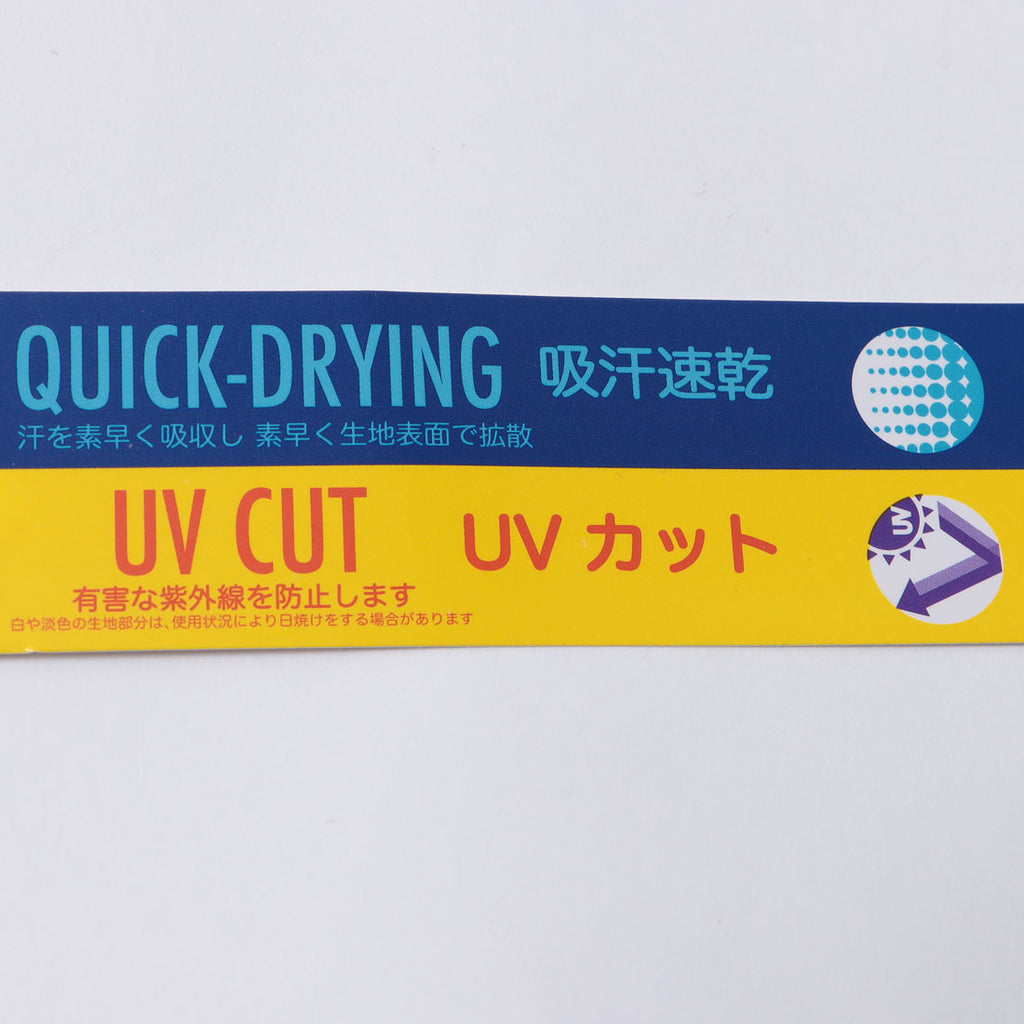 QUICK-DRYING 吸汗速乾
汗を素早く吸収し 素早く生地表面で拡散
UV CUT UV カット
有害な紫外線を防止します
白や淡色の生地部分は、使用状況により日焼けをする場合があります
UV